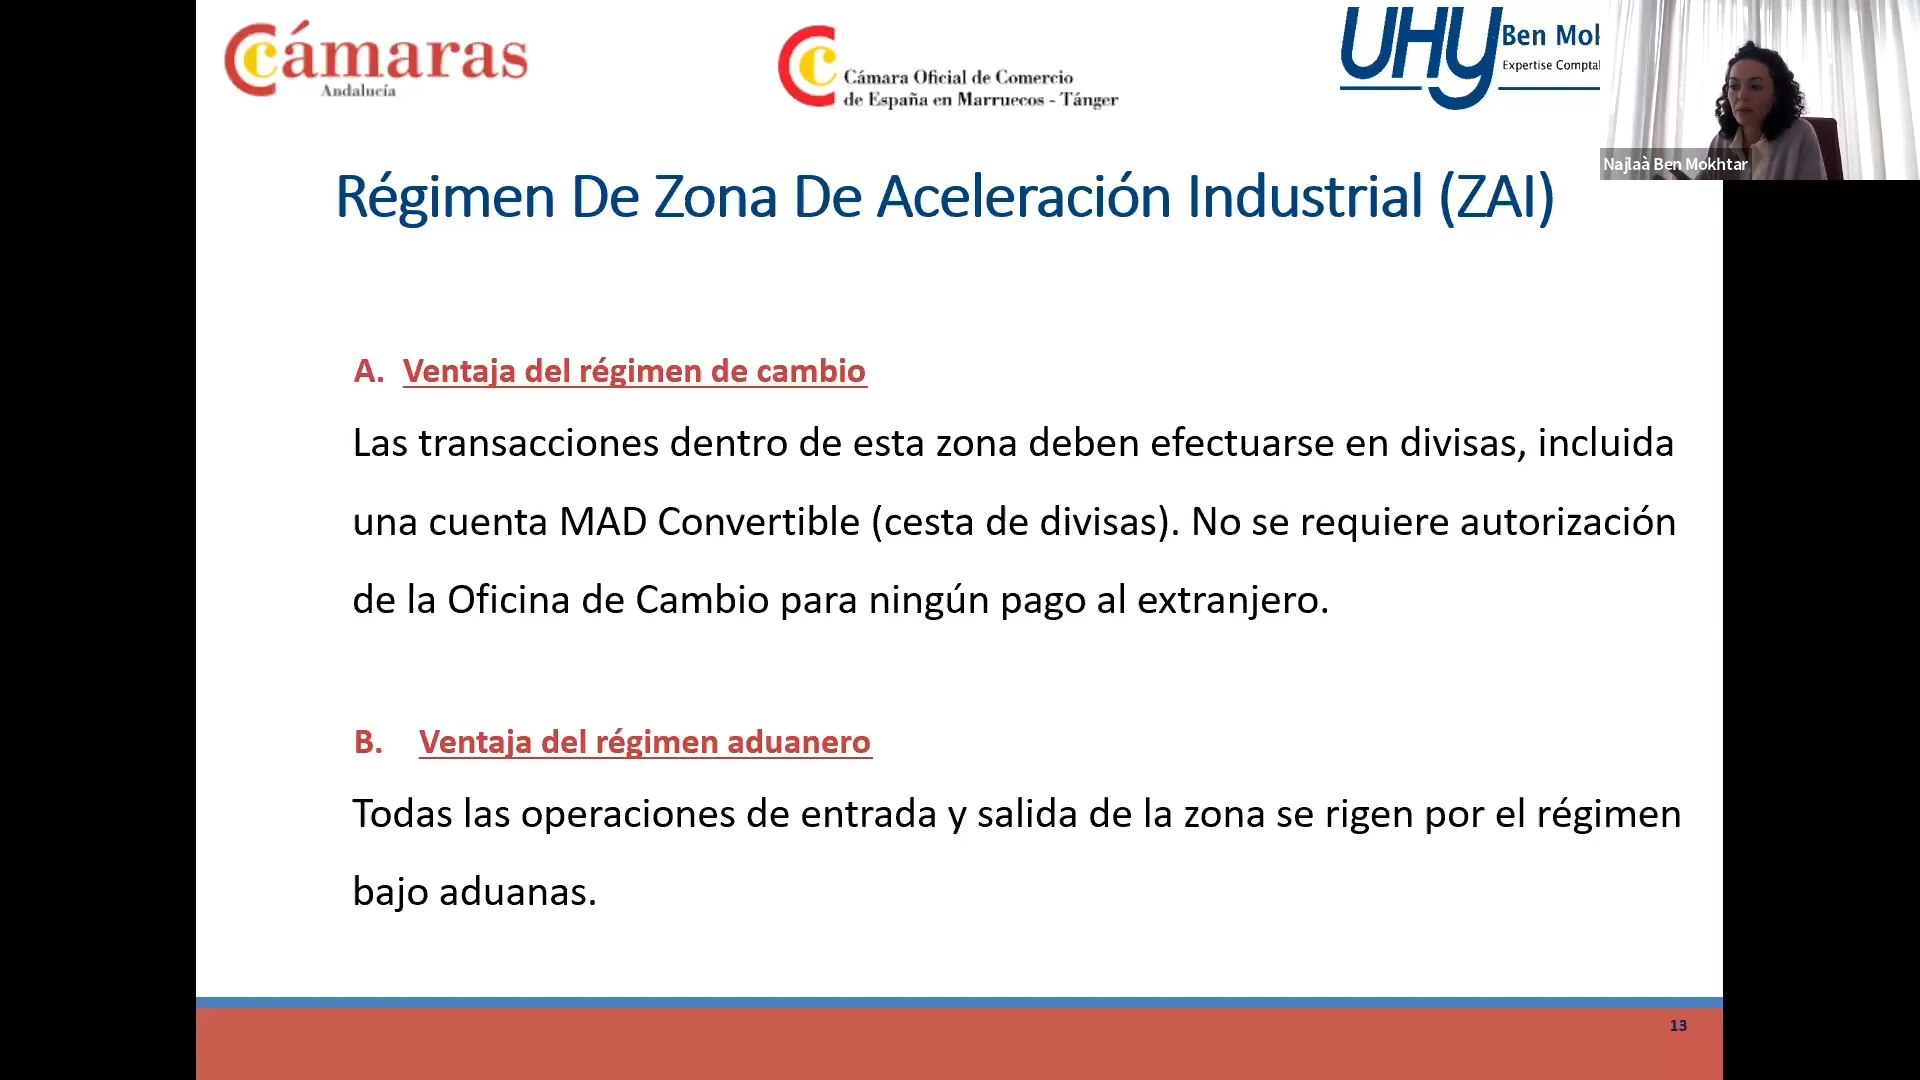 Cámaras
Andalucía
Cámara Oficial de Comercio
de España en Marruecos - Tánger
UHY Ben Mo
Expertise Compta
Najlaà Ben Mokhtar
Régimen De Zona De Aceleración Industrial (ZAI)
A. Ventaja del régimen de cambio
Las transacciones dentro de esta zona deben efectuarse en divisas, incluida
una cuenta MAD Convertible (cesta de divisas). No se requiere autorización
de la Oficina de Cambio para ningún pago al extranjero.
B. Ventaja del régimen aduanero
Todas las operaciones de entrada y salida de la zona se rigen por el régimen
bajo aduanas.
13